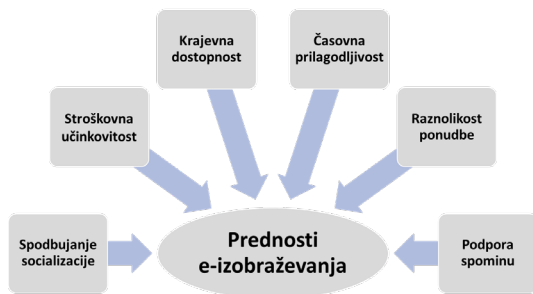 Krajevna
dostopnost
Časovna
prilagodljivost
Stroškovna
učinkovitost
Raznolikost
ponudbe
Spodbujanje
socializacije
Prednosti
e-izobraževanja
Podpora
spominu